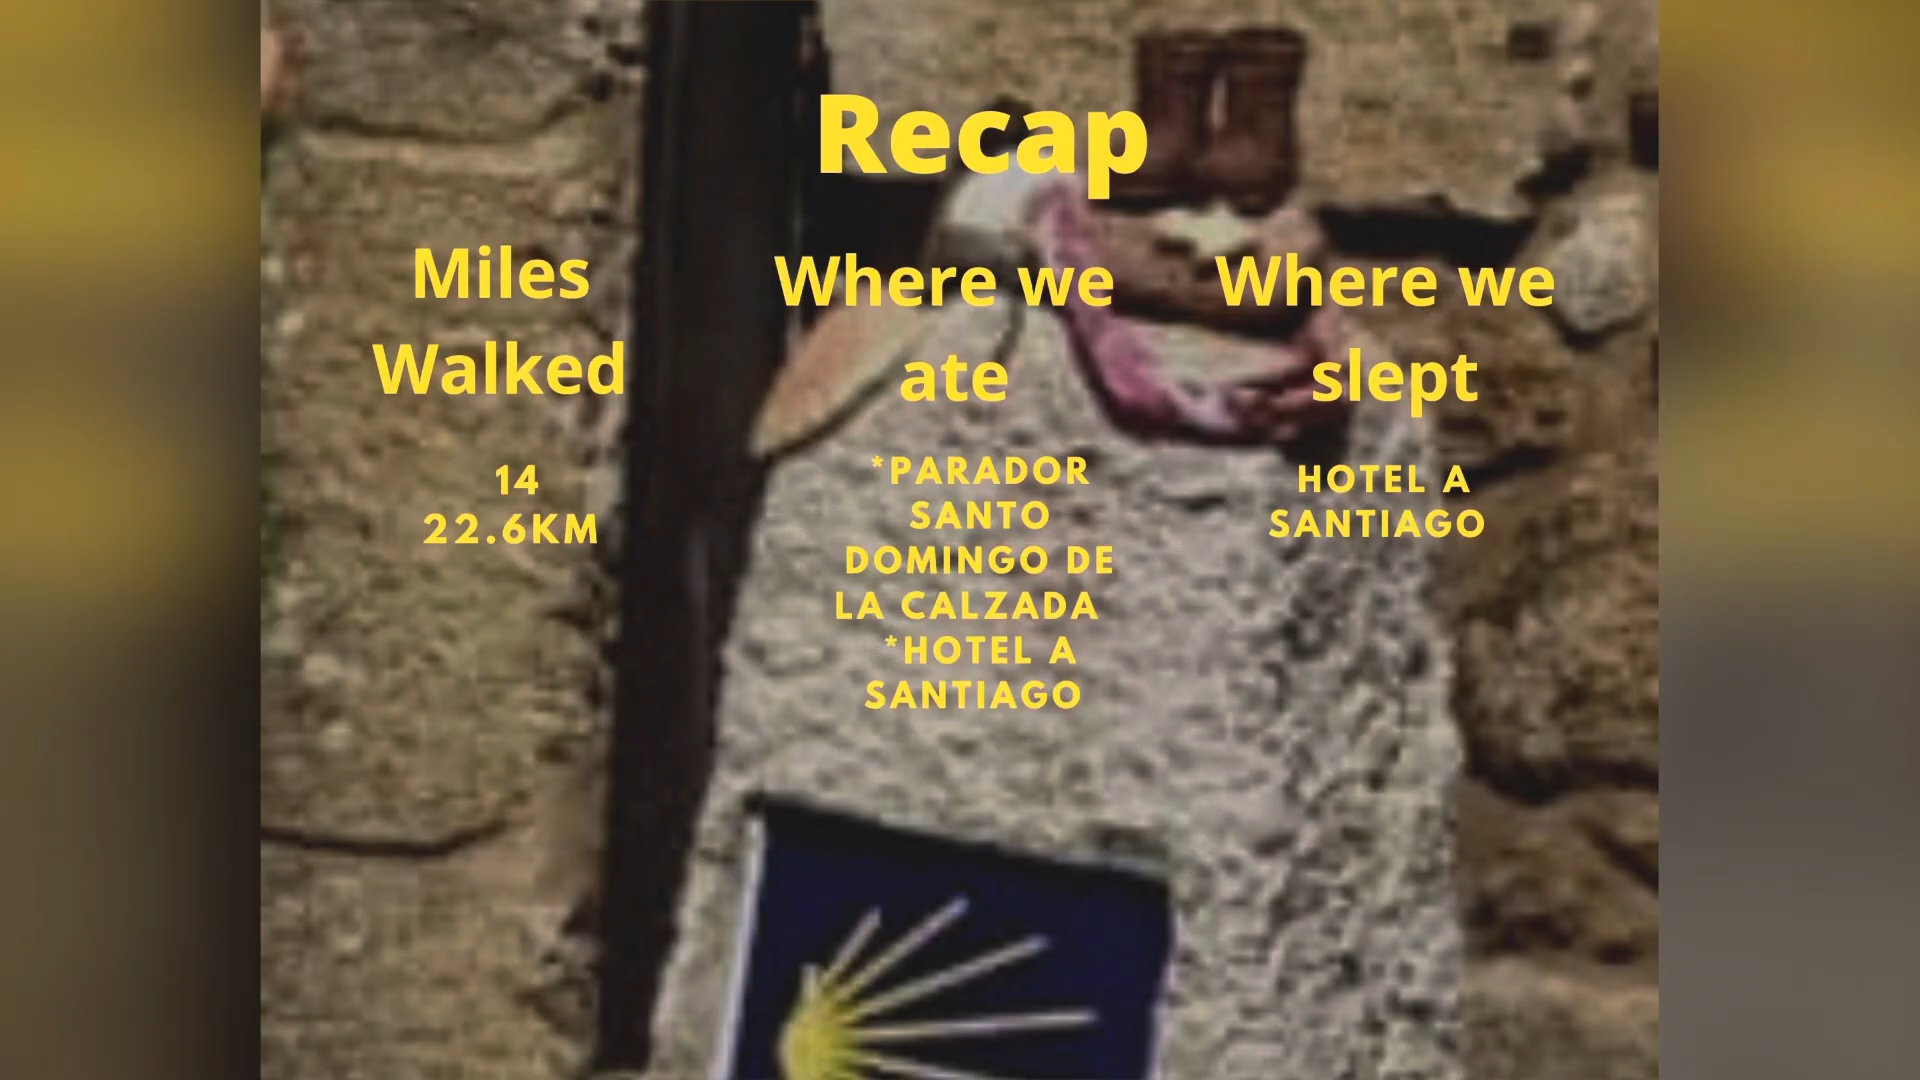 Recap
Miles
Walked
14
22.6KM
Where we
ate
*PARADOR
SANTO
DOMINGO DE
LA CALZADA
*HOTEL A
SANTIAGO
Where we
slept
HOTEL A
SANTIAGO